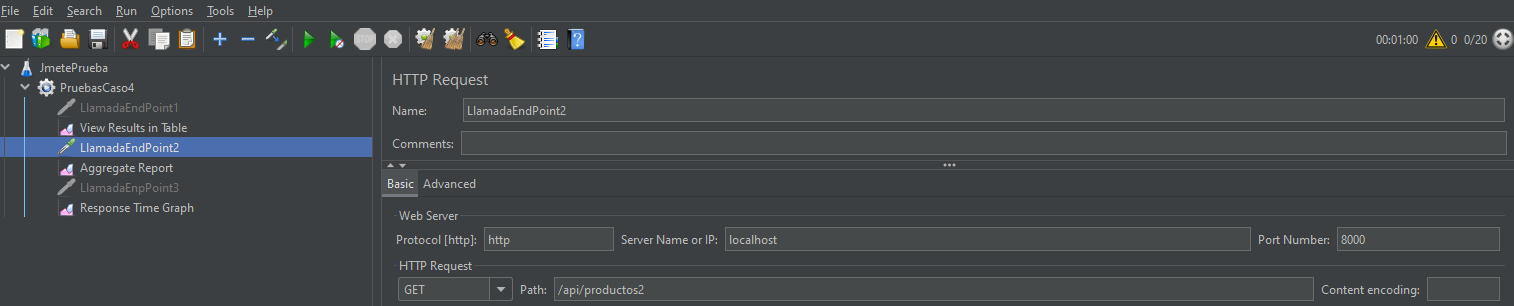 File Edit Search Run Options Tools Help
STOP ? 00:01:00 0 0/20
JmetePrueba
PruebasCaso4
LlamadaEndPoint1
View Results in Table
LlamadaEndPoint2
Aggregate Report
LlamadaEnpPoint3
Response Time Graph
HTTP Request
Name: LlamadaEndPoint2
Comments:
Basic Advanced
Web Server
Protocol [http]: http Server Name or IP: localhost Port Number: 8000
HTTP Request
GET Path: /api/productos2 Content encoding: